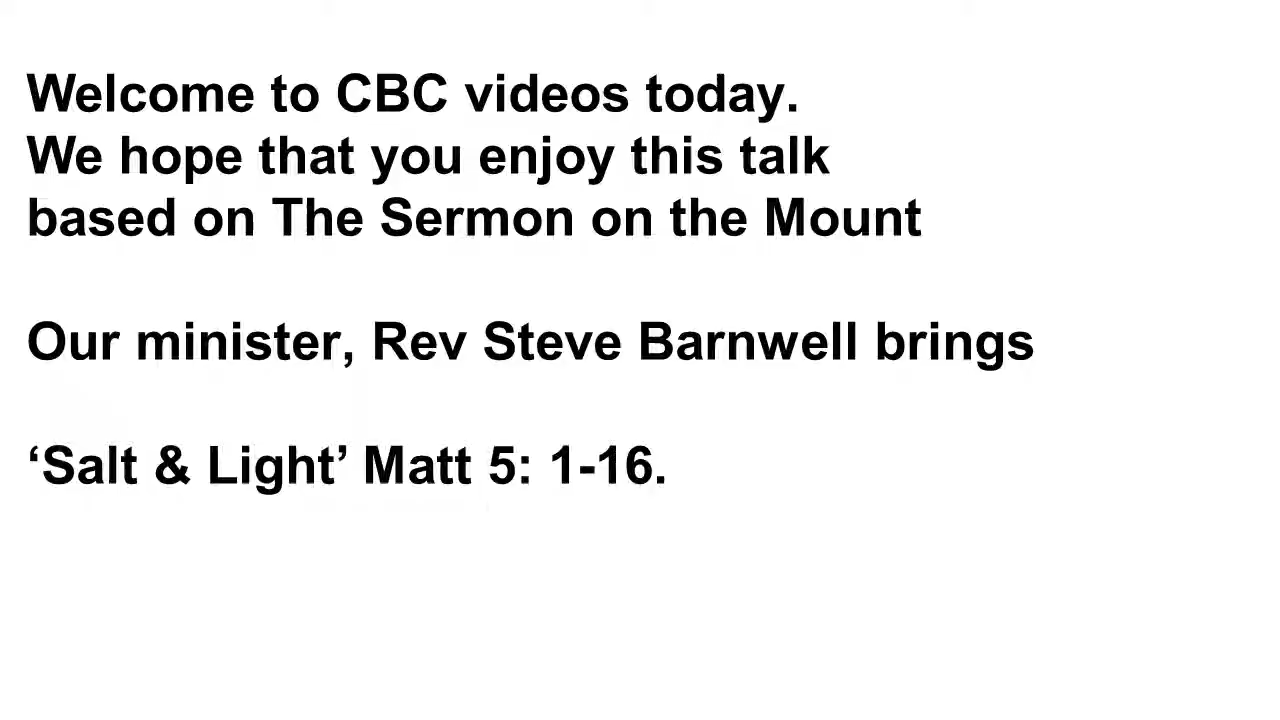 Welcome to CBC videos today.
We hope that you enjoy this talk
based on The Sermon on the Mount
Our minister, Rev Steve Barnwell brings
‘Salt & Light’ Matt 5: 1-16.